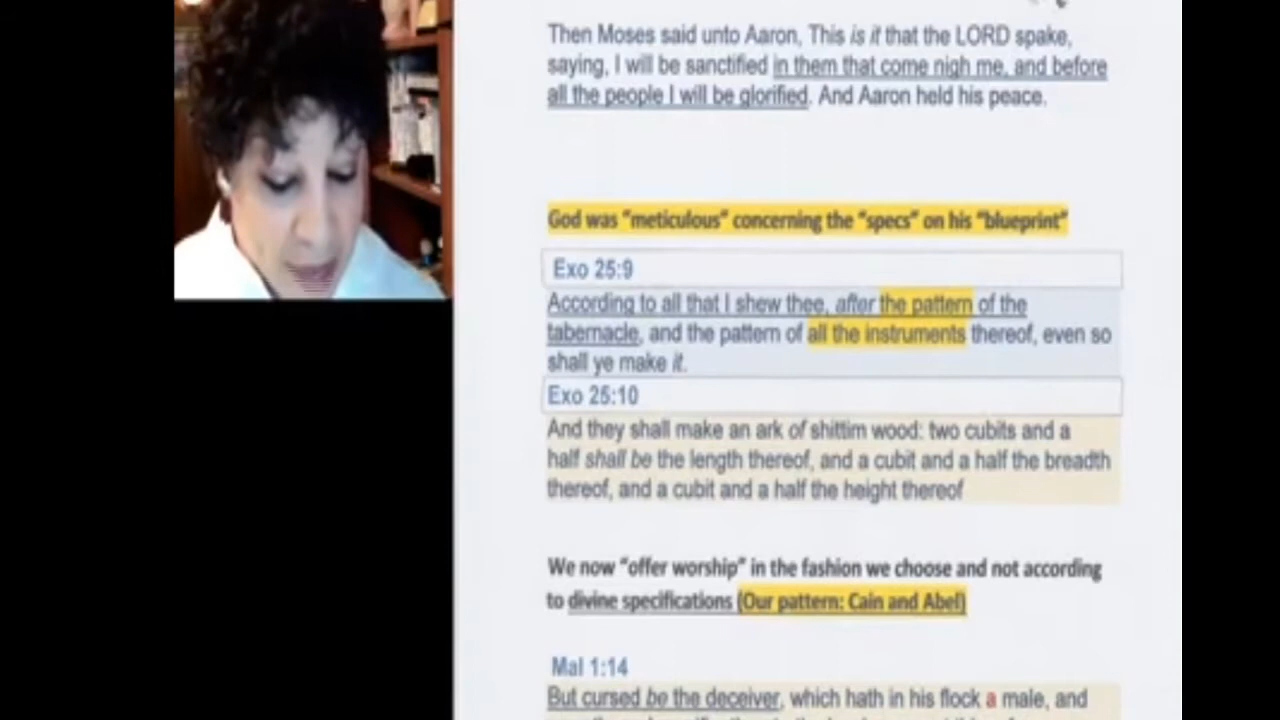 Then Moses said unto Aaron, This is it that the LORD spake,
saying, I will be sanctified in them that come nigh me, and before
all the people I will be glorified. And Aaron held his peace.
God was "meticulous" concerning the "specs" on his "blueprint"
Exo 25:9
According to all that I shew thee, after the pattern of the
tabernacle, and the pattern of all the instruments thereof, even so
shall ye make it.
Exo 25:10
And they shall make an ark of shittim wood: two cubits and a
half shall be the length thereof, and a cubit and a half the breadth
thereof, and a cubit and a half the height thereof
We now "offer worship" in the fashion we choose and not according
to divine specifications (Our pattern: Cain and Abel)
Mal 1:14
But cursed be the deceiver, which hath in his flock a male, and